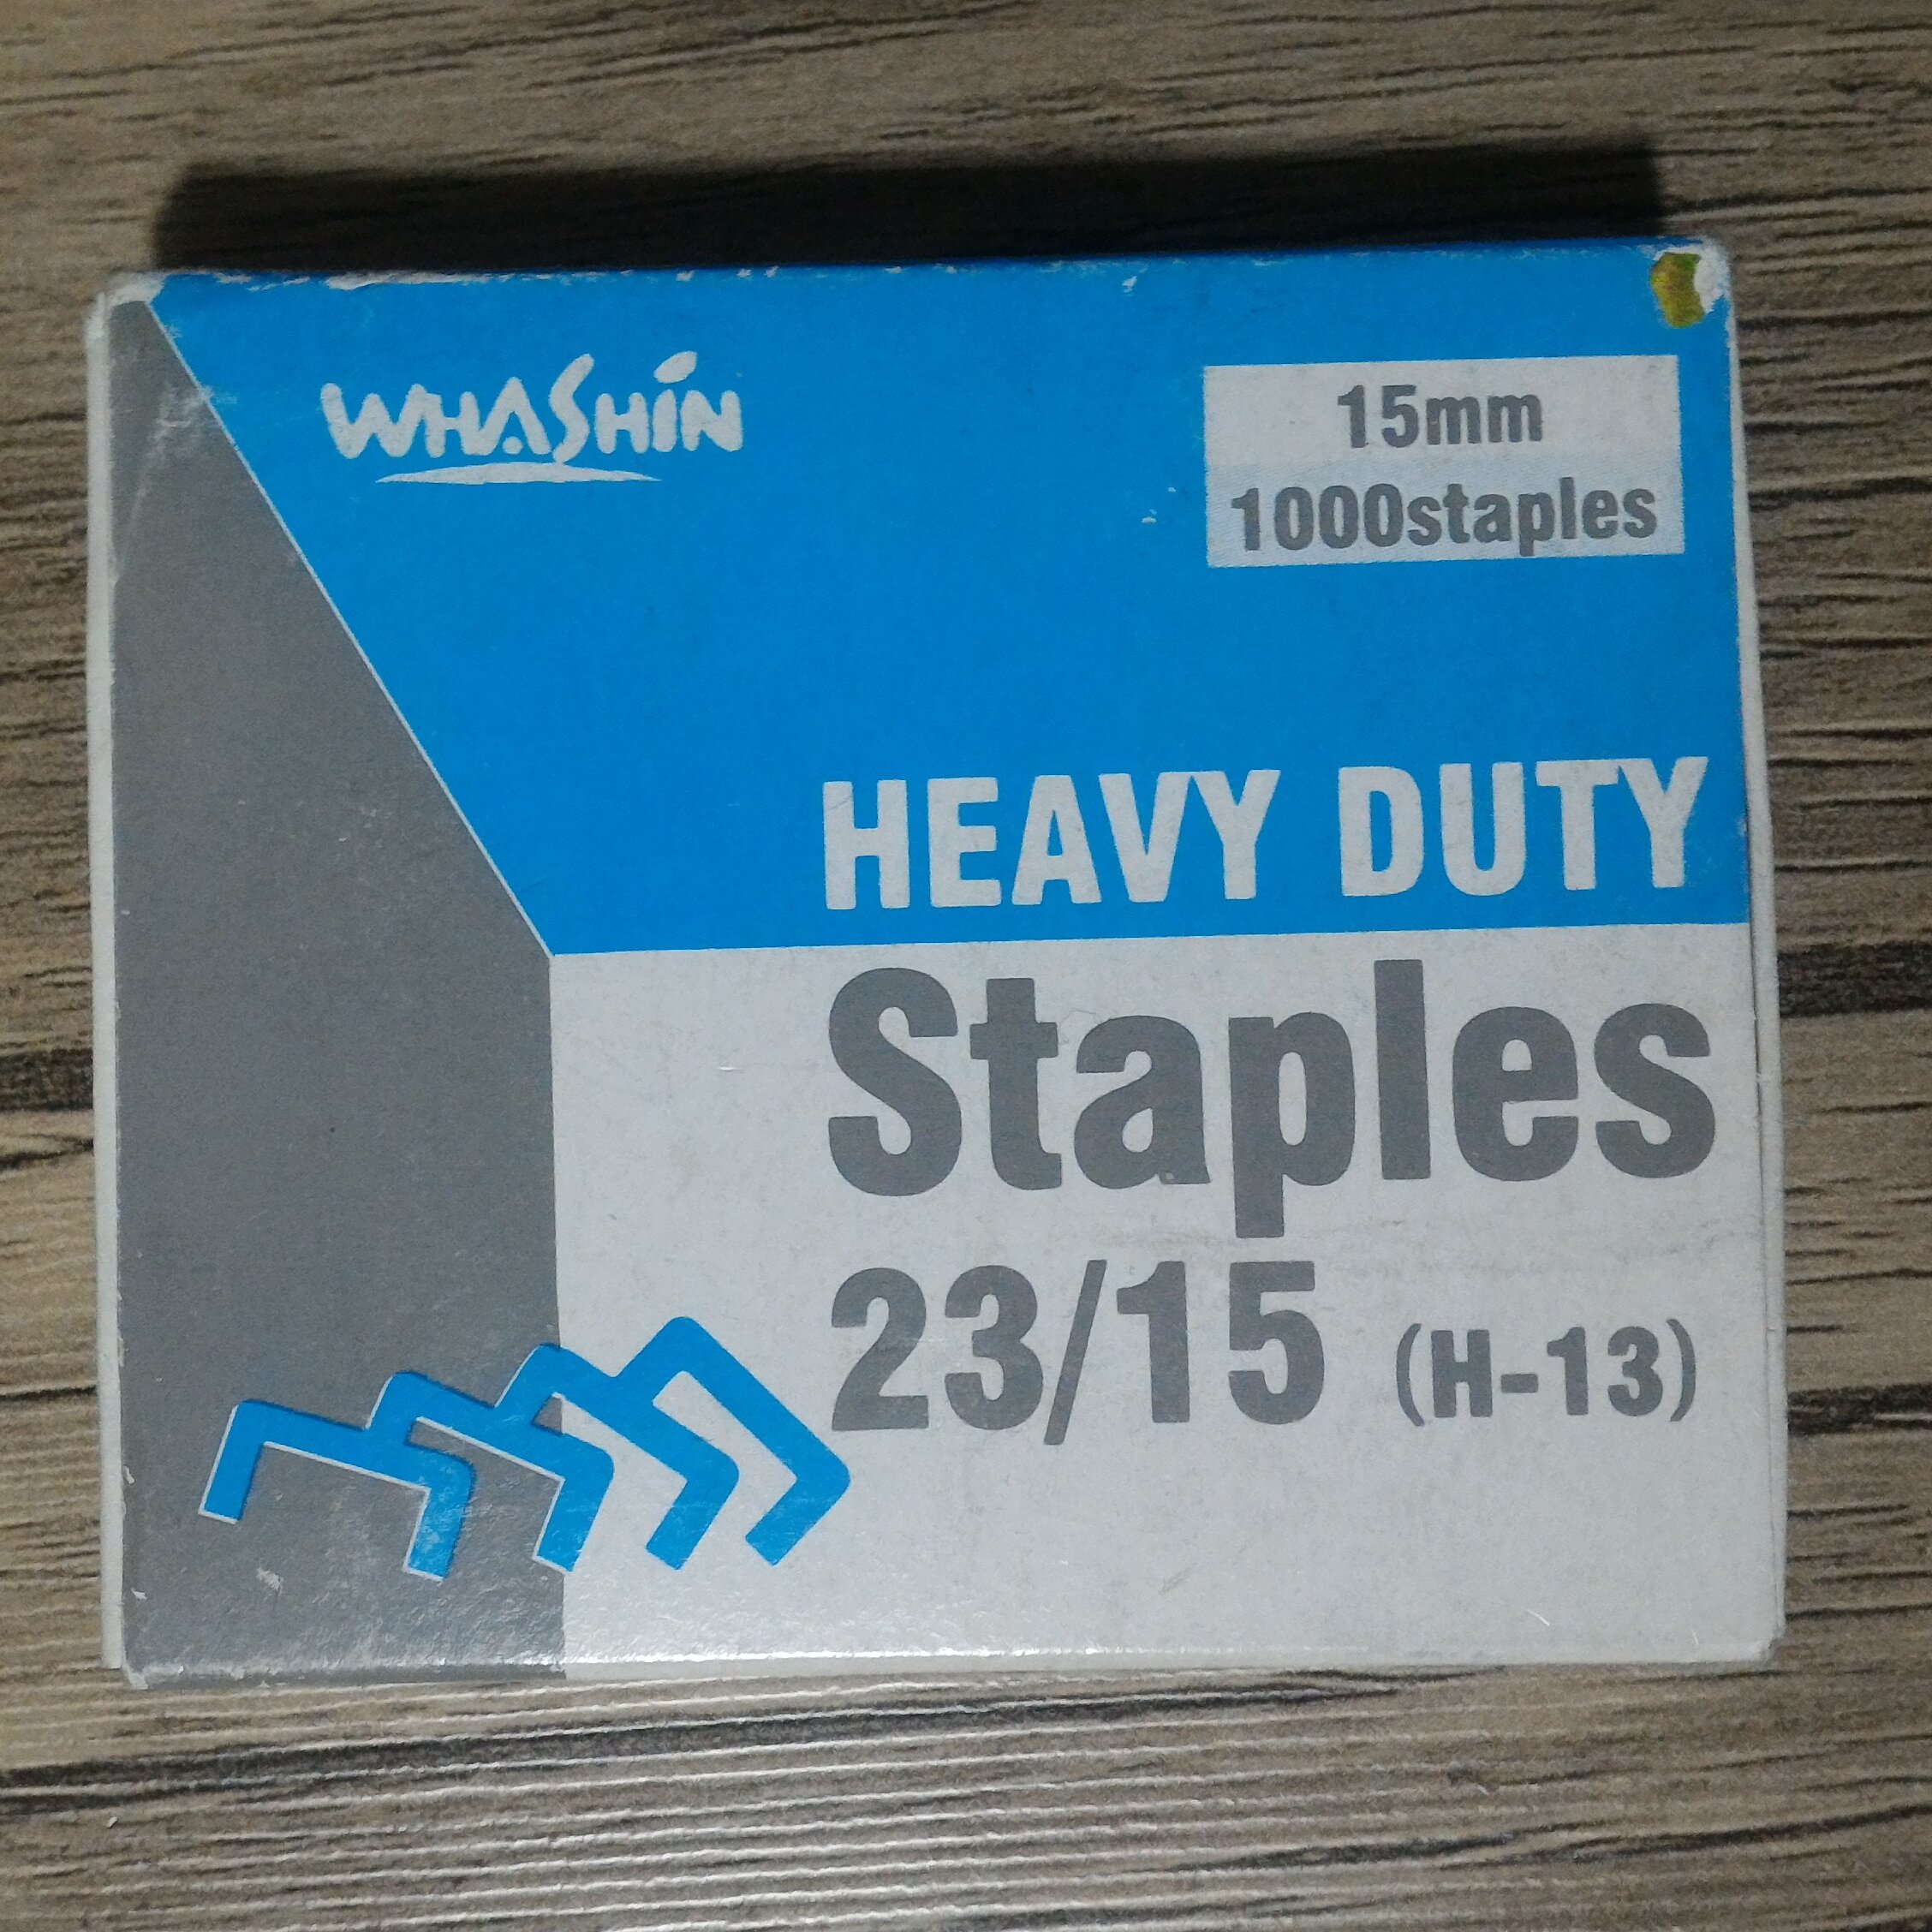 WHASHIN
15mm
1000staples
HEAVY DUTY
Staples
23/15 (H-13)